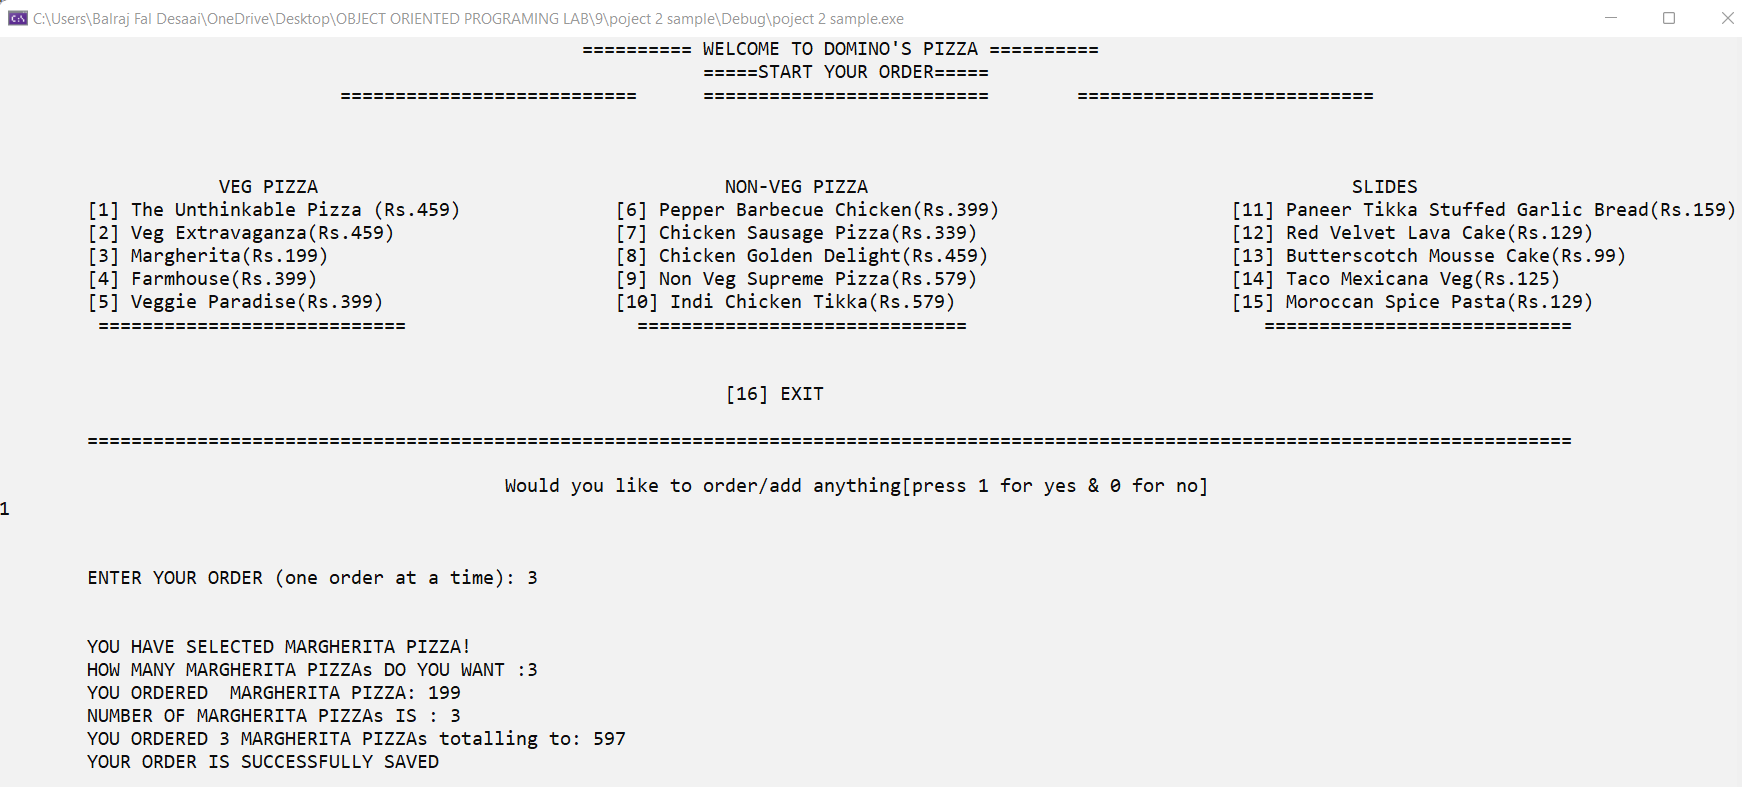 C:\Users\Balraj Fal Desaai\OneDrive\Desktop\OBJECT ORIENTED PROGRAMING LAB\9\poject 2 sample\Debug\poject 2 sample.exe
========== WELCOME TO DOMINO'S PIZZA ==========
=====START YOUR ORDER=====
=========================== ========================== ===========================
VEG PIZZA NON-VEG PIZZA SLIDES
[1] The Unthinkable Pizza (Rs.459) [6] Pepper Barbecue Chicken(Rs.399) [11] Paneer Tikka Stuffed Garlic Bread(Rs.159)
[2] Veg Extravaganza(Rs.459) [7] Chicken Sausage Pizza(Rs.339) [12] Red Velvet Lava Cake(Rs.129)
[3] Margherita(Rs.199) [8] Chicken Golden Delight(Rs.459) [13] Butterscotch Mousse Cake(Rs.99)
[4] Farmhouse(Rs.399) [9] Non Veg Supreme Pizza(Rs.579) [14] Taco Mexicana Veg(Rs.125)
[5] Veggie Paradise(Rs.399) [10] Indi Chicken Tikka(Rs.579) [15] Moroccan Spice Pasta(Rs.129)
============================ ============================== ============================
[16] EXIT
=======================================================================================================================================
Would you like to order/add anything[press 1 for yes & 0 for no]
1
ENTER YOUR ORDER (one order at a time): 3
YOU HAVE SELECTED MARGHERITA PIZZA!
HOW MANY MARGHERITA PIZZAs DO YOU WANT :3
YOU ORDERED  MARGHERITA PIZZA: 199
NUMBER OF MARGHERITA PIZZAs IS : 3
YOU ORDERED 3 MARGHERITA PIZZAs totalling to: 597
YOUR ORDER IS SUCCESSFULLY SAVED